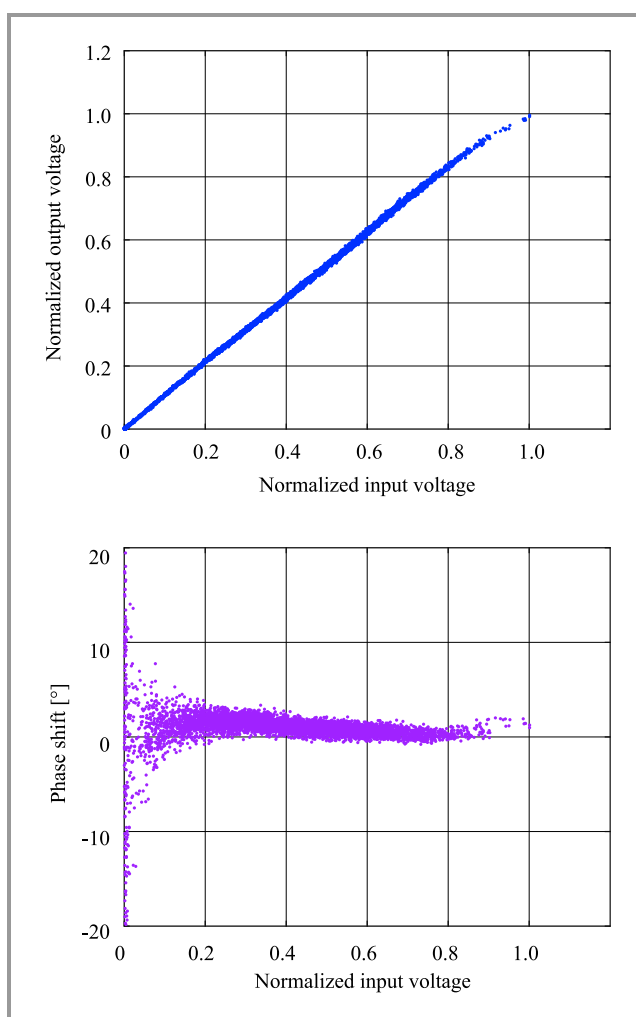 1.2
1.0
0.8
0.6
0.4
0.2
0
Normalized output voltage
0 0.2 0.4 0.6 0.8 1.0
Normalized input voltage
20
10
0
-10
-20
Phase shift [°]
0 0.2 0.4 0.6 0.8 1.0
Normalized input voltage